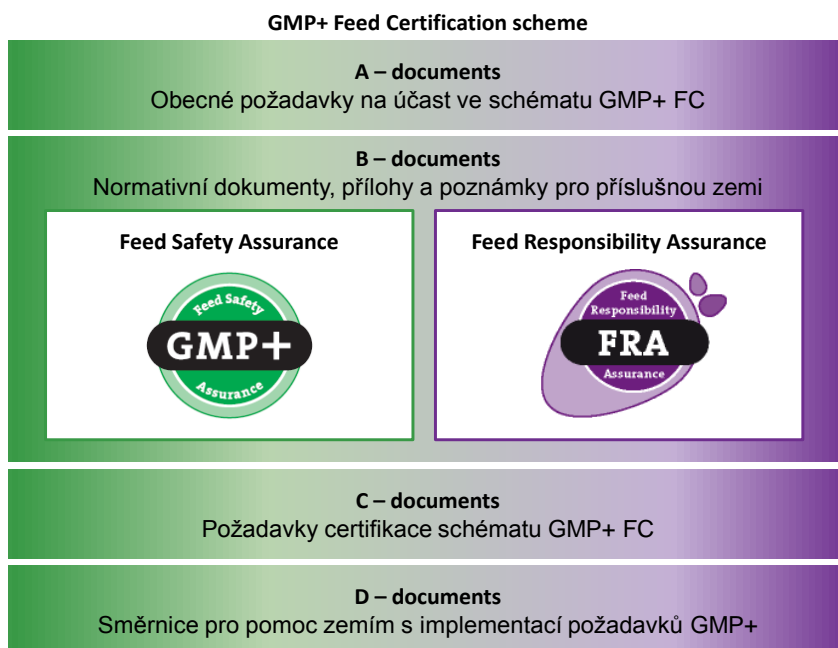 GMP+ Feed Certification scheme
A – documents
Obecné požadavky na účast ve schématu GMP+ FC
B – documents
Normativní dokumenty, přílohy a poznámky pro příslušnou zemi
Feed Safety Assurance
Feed Safety
GMP+
Assurance
Feed Responsibility Assurance
Feed
Responsibility
FRA
Assurance
C – documents
Požadavky certifikace schématu GMP+ FC
D – documents
Směrnice pro pomoc zemím s implementací požadavků GMP+